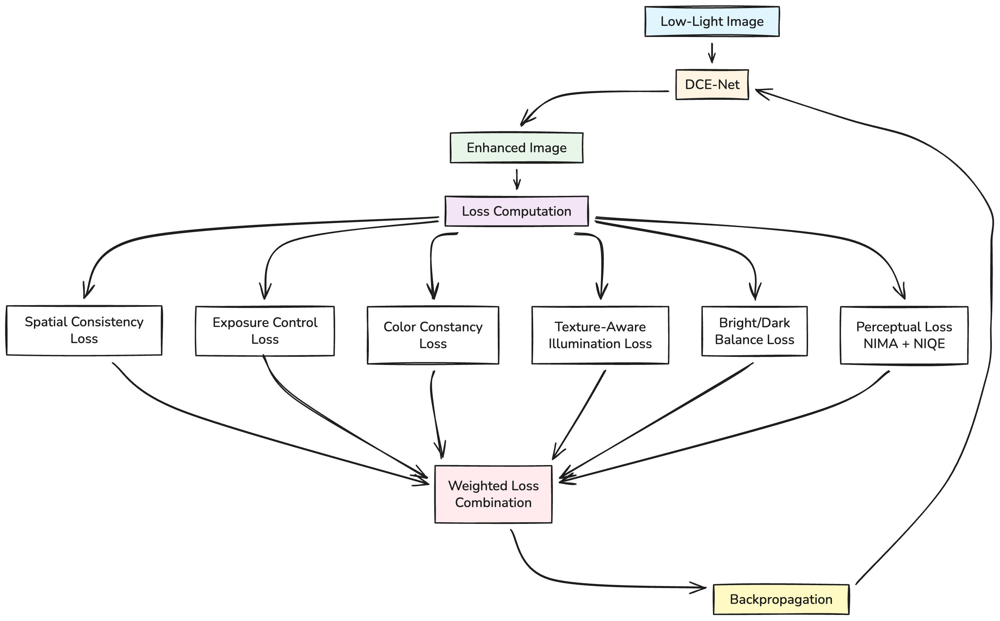 Low-Light Image
DCE-Net
Enhanced Image
Loss Computation
Spatial Consistency
Loss
Exposure Control
Loss
Color Constancy
Loss
Texture-Aware
Illumination Loss
Bright/Dark
Balance Loss
Perceptual Loss
NIMA + NIQE
Weighted Loss
Combination
Backpropagation